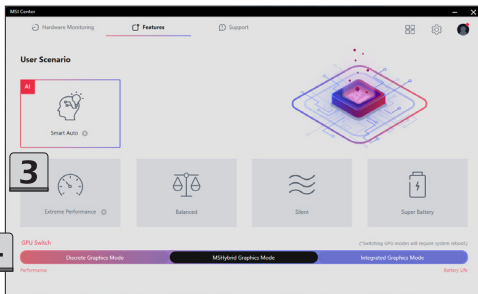 MSI Center
Hardware Monitoring
Features
Support
User Scenario
AI
Smart Auto
3
Extreme Performance
Balanced
Silent
Super Battery
GPU Switch
(*Switching GPU modes will require system reboot.)
Discrete Graphics Mode
MSHybrid Graphics Mode
Integrated Graphics Mode
Performance
Battery Life